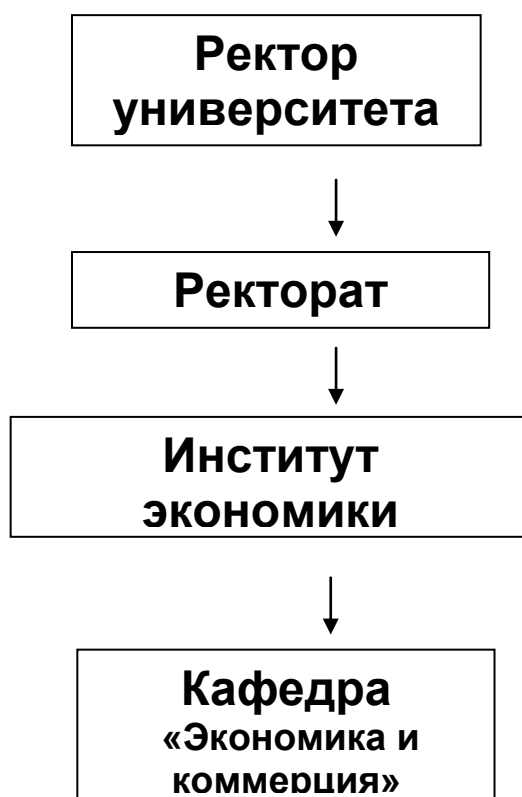 Ректор
университета
Ректорат
Институт
экономики
Кафедра
«Экономика и
коммерция»